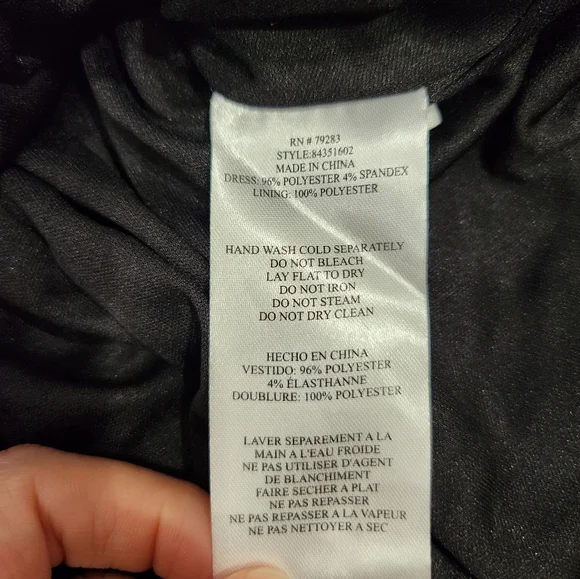 RN # 79283
STYLE:84351602
MADE IN CHINA
DRESS: 96% POLYESTER 4% SPANDEX
LINING: 100% POLYESTER
HAND WASH COLD SEPARATELY
DO NOT BLEACH
LAY FLAT TO DRY
DO NOT IRON
DO NOT STEAM
DO NOT DRY CLEAN
HECHO EN CHINA
VESTIDO: 96% POLYESTER
4% ÉLASTHANNE
DOUBLURE: 100% POLYESTER
LAVER SEPAREMENT A LA
MAIN A L'EAU FROIDE
NE PAS UTILISER D'AGENT
DE BLANCHIMENT
FAIRE SECHER A PLAT
NE PAS REPASSER
NE PAS REPASSER A LA VAPEUR
NE PAS NETTOYER A SEC